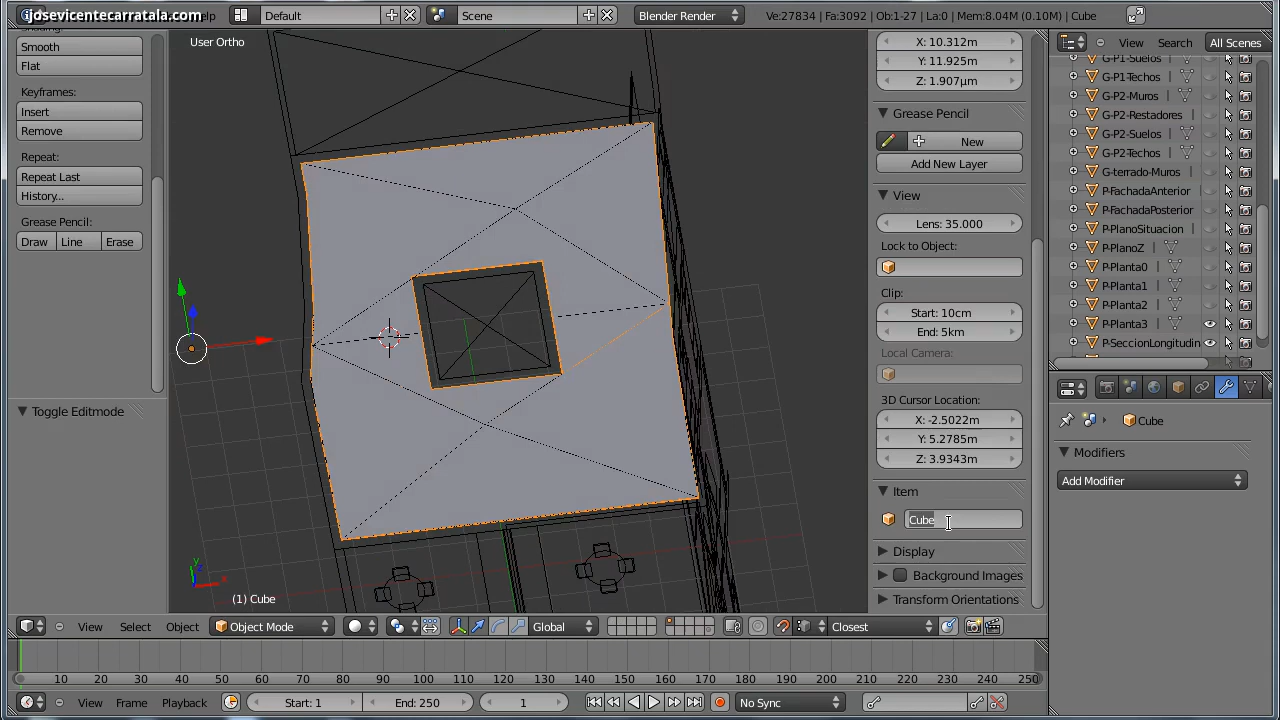 ijosevicentecarratala.com
Help
Default
Scene
Blender Render
Ve:27834 | Fa:3092 | Ob:1-27 | La:0 | Mem:8.04M (0.10M) | Cube
Smooth
Flat
Keyframes:
Insert
Remove
Repeat:
Repeat Last
History...
Grease Pencil:
Draw
Line
Erase
Toggle Editmode
User Ortho
(1) Cube
X: 10.312m
Y: 11.925m
Z: 1.907µm
Grease Pencil
New
Add New Layer
View
Lens: 35.000
Lock to Object:
Clip:
Start: 10cm
End: 5km
Local Camera:
3D Cursor Location:
X: -2.5022m
Y: 5.2785m
Z: 3.9343m
Item
Cube
Display
Background Images
Transform Orientations
View
Search
All Scenes
G-P1-Suelos
G-P1-Techos
G-P2-Muros
G-P2-Restadores
G-P2-Suelos
G-P2-Techos
G-terrado-Muros
P-FachadaAnterior
P-FachadaPosterior
P-PlanoSituacion
P-PlanoZ
P-Planta0
P-Planta1
P-Planta2
P-Planta3
P-SeccionLongitudin
Cube
Modifiers
Add Modifier
View
Select
Object
Object Mode
Global
Closest
10 20 30 40 50 60 70 80 90 100 110 120 130 140 150 160 170 180 190 200 210 220 230 240 250
View
Frame
Playback
Start: 1
End: 250
1
No Sync